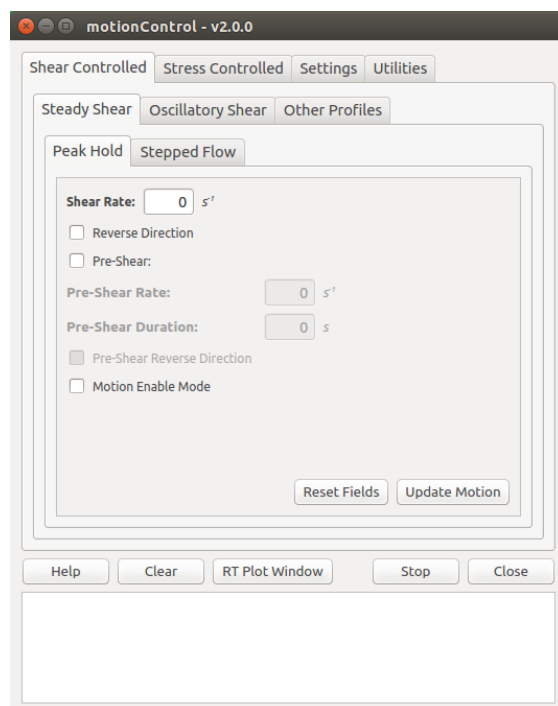 motionControl - v2.0.0
Shear Controlled Stress Controlled Settings Utilities
Steady Shear Oscillatory Shear Other Profiles
Peak Hold Stepped Flow
Shear Rate: 0 s⁻¹
Reverse Direction
Pre-Shear:
Pre-Shear Rate: 0 s⁻¹
Pre-Shear Duration: 0 s
Pre-Shear Reverse Direction
Motion Enable Mode
Reset Fields Update Motion
Help Clear RT Plot Window Stop Close